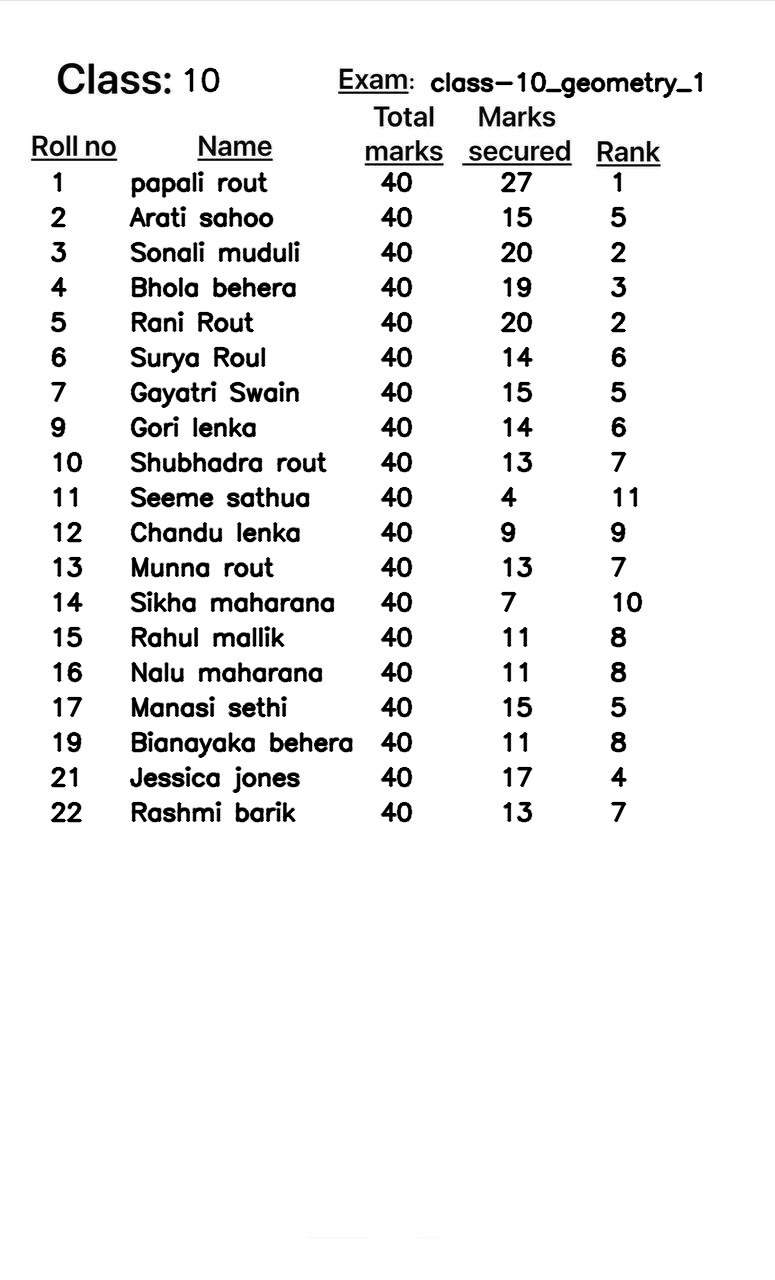 Class: 10 Exam: class-10_geometry_1
Total Marks
Roll no Name marks secured Rank
1 papali rout 40 27 1
2 Arati sahoo 40 15 5
3 Sonali muduli 40 20 2
4 Bhola behera 40 19 3
5 Rani Rout 40 20 2
6 Surya Roul 40 14 6
7 Gayatri Swain 40 15 5
9 Gori lenka 40 14 6
10 Shubhadra rout 40 13 7
11 Seeme sathua 40 4 11
12 Chandu lenka 40 9 9
13 Munna rout 40 13 7
14 Sikha maharana 40 7 10
15 Rahul mallik 40 11 8
16 Nalu maharana 40 11 8
17 Manasi sethi 40 15 5
19 Bianayaka behera 40 11 8
21 Jessica jones 40 17 4
22 Rashmi barik 40 13 7